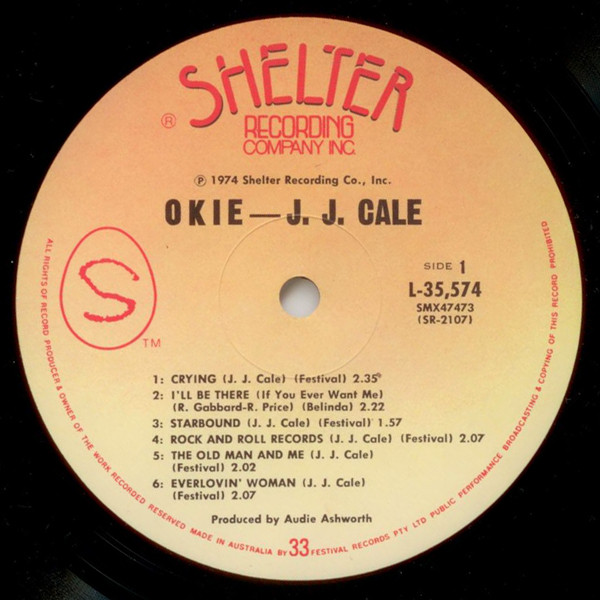 SHELTER
® RECORDING
COMPANY INC.
℗ 1974 Shelter Recording Co., Inc.
OKIE—J. J. CALE
SIDE 1
L-35,574
SMX47473
(SR-2107)
S
TM
1: CRYING (J. J. Cale) (Festival) 2.35
2: I'LL BE THERE (If You Ever Want Me)
(R. Gabbard-R. Price) (Belinda) 2.22
3: STARBOUND (J. J. Cale) (Festival) 1.57
4: ROCK AND ROLL RECORDS (J. J. Cale) (Festival) 2.07
5: THE OLD MAN AND ME (J. J. Cale)
(Festival) 2.02
6: EVERLOVIN' WOMAN (J. J. Cale)
(Festival) 2.07
Produced by Audie Ashworth
ALL RIGHTS OF RECORD PRODUCER & OWNER OF THE WORK RECORDED RESERVED MADE IN AUSTRALIA BY 33 FESTIVAL RECORDS PTY LTD PUBLIC PERFORMANCE BROADCASTING & COPYING OF THIS RECORD PROHIBITED